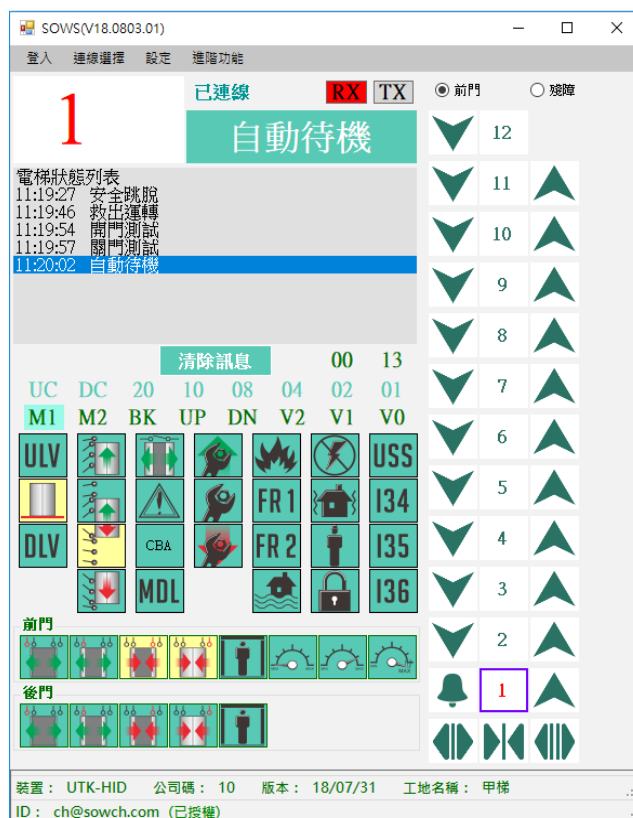 SOWS(V18.0803.01)
登入 連線選擇 設定 進階功能
1
已連線 RX TX
自動待機
電梯狀態列表
11:19:27 安全跳脫
11:19:46 救出運轉
11:19:54 開門測試
11:19:57 關門測試
11:20:02 自動待機
清除訊息 00 13
UC DC 20 10 08 04 02 01
M1 M2 BK UP DN V2 V1 V0
ULV USS
FR 1 I34
DLV CBA FR 2 I35
MDL I36
前門
後門
前門 殘障
12
11
10
9
8
7
6
5
4
3
2
1
裝置： UTK-HID 公司碼： 10 版本： 18/07/31 工地名稱： 甲梯
ID： ch@sowch.com (已授權)